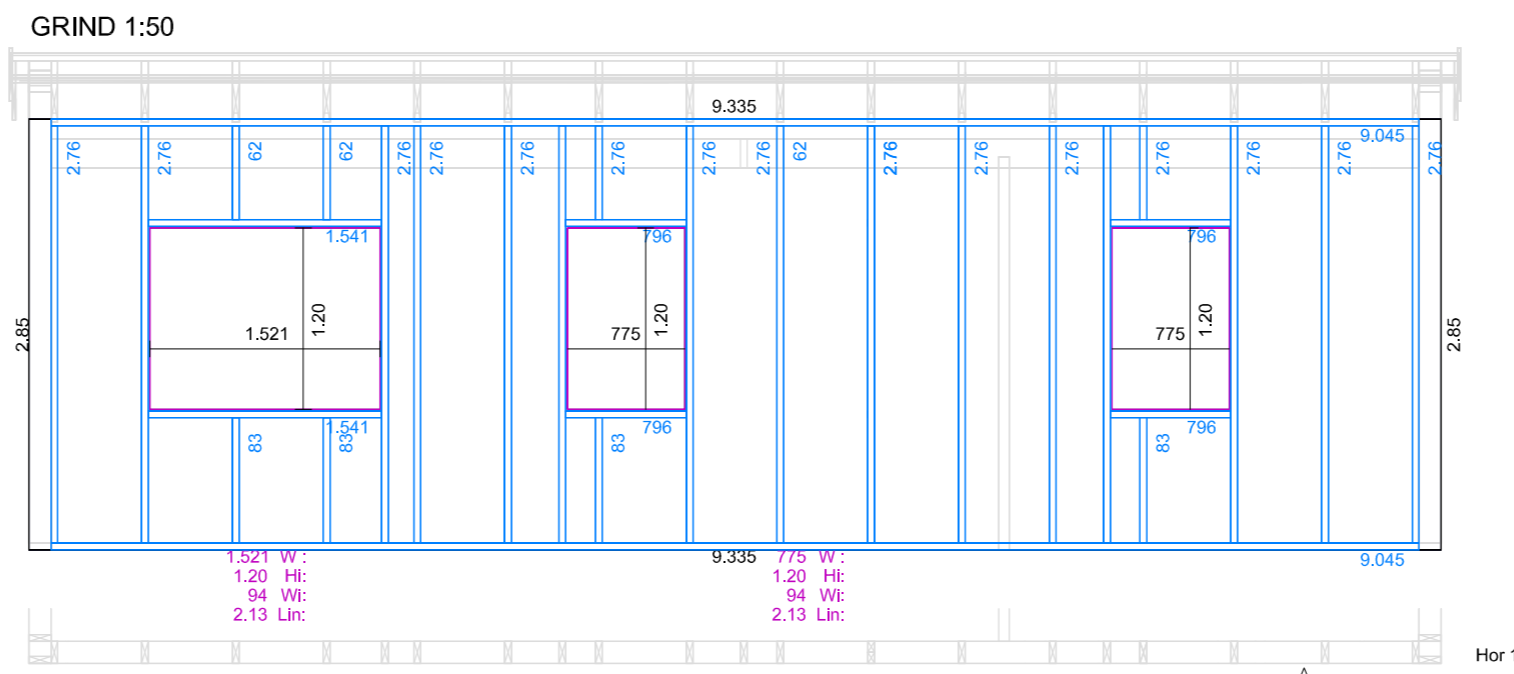 GRIND 1:50
9.335
9.045
2.76 2.76 62 62 2.76 2.76 2.76 2.76 2.76 2.76 62 2.76 2.76 2.76 2.76 2.76 2.76 2.76
1.541 796 796
1.20 1.20 1.20
1.521 775 775
2.85 2.85
1.541 796 796
83 83 83 83
9.335
9.045
1.521 W : 775 W :
1.20 Hi: 1.20 Hi:
94 Wi: 94 Wi:
2.13 Lin: 2.13 Lin:
Hor 1